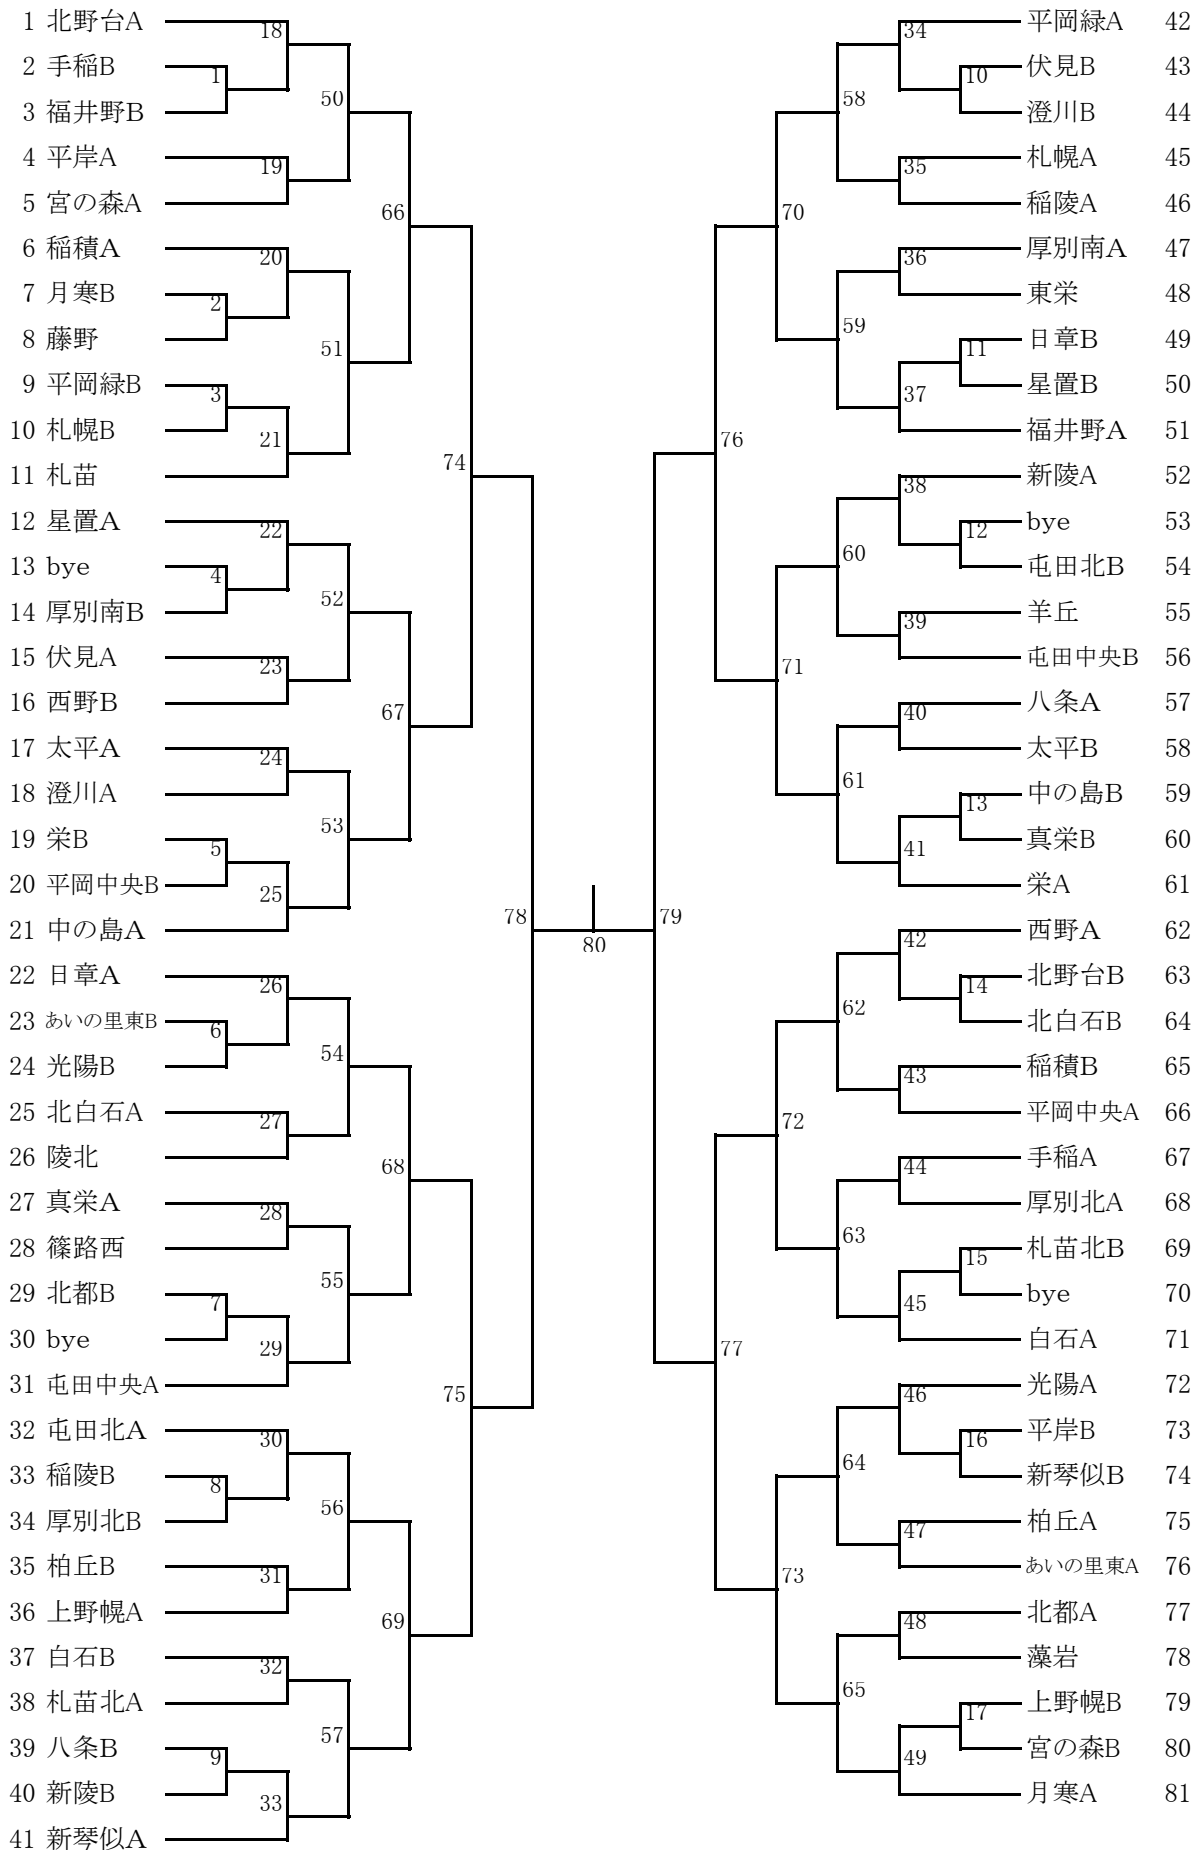 1 北野台A
2 手稲B
3 福井野B
4 平岸A
5 宮の森A
6 稲積A
7 月寒B
8 藤野
9 平岡緑B
10 札幌B
11 札苗
12 星置A
13 bye
14 厚別南B
15 伏見A
16 西野B
17 太平A
18 澄川A
19 栄B
20 平岡中央B
21 中の島A
22 日章A
23 あいの里東B
24 光陽B
25 北白石A
26 陵北
27 真栄A
28 篠路西
29 北都B
30 bye
31 屯田中央A
32 屯田北A
33 稲陵B
34 厚別北B
35 柏丘B
36 上野幌A
37 白石B
38 札苗北A
39 八条B
40 新陵B
41 新琴似A
1
2
3
4
5
6
7
8
9
18
19
20
21
22
23
24
25
26
27
28
29
30
31
32
33
50
51
52
53
54
55
56
57
66
67
68
69
74
75
78
80
79
76
77
70
71
72
73
58
59
60
61
62
63
64
65
34
35
36
37
38
39
40
41
42
43
44
45
46
47
48
49
10
11
12
13
14
15
16
17
平岡緑A 42
伏見B 43
澄川B 44
札幌A 45
稲陵A 46
厚別南A 47
東栄 48
日章B 49
星置B 50
福井野A 51
新陵A 52
bye 53
屯田北B 54
羊丘 55
屯田中央B 56
八条A 57
太平B 58
中の島B 59
真栄B 60
栄A 61
西野A 62
北野台B 63
北白石B 64
稲積B 65
平岡中央A 66
手稲A 67
厚別北A 68
札苗北B 69
bye 70
白石A 71
光陽A 72
平岸B 73
新琴似B 74
柏丘A 75
あいの里東A 76
北都A 77
藻岩 78
上野幌B 79
宮の森B 80
月寒A 81